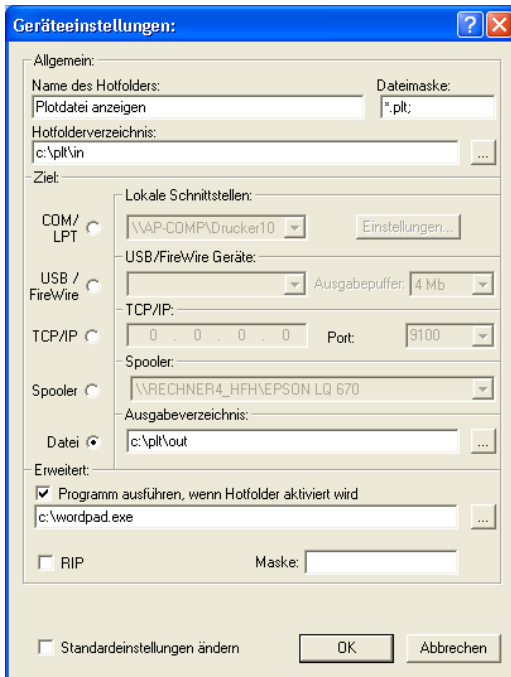 Geräteeinstellungen:
Allgemein:
Name des Hotfolders: Dateimaske:
Plotdatei anzeigen *.plt;
Hotfolderverzeichnis:
c:\plt\in ...
Ziel:
Lokale Schnittstellen:
COM/
LPT \\AP-COMP\Drucker10 Einstellungen...
USB/FireWire Geräte:
USB /
FireWire Ausgabepuffer: 4 Mb
TCP/IP:
TCP/IP 0 . 0 . 0 . 0 Port: 9100
Spooler:
Spooler \\RECHNER4_HFH\EPSON LQ 670
Ausgabeverzeichnis:
Datei c:\plt\out ...
Erweitert:
Programm ausführen, wenn Hotfolder aktiviert wird
c:\wordpad.exe ...
RIP Maske:
Standardeinstellungen ändern OK Abbrechen